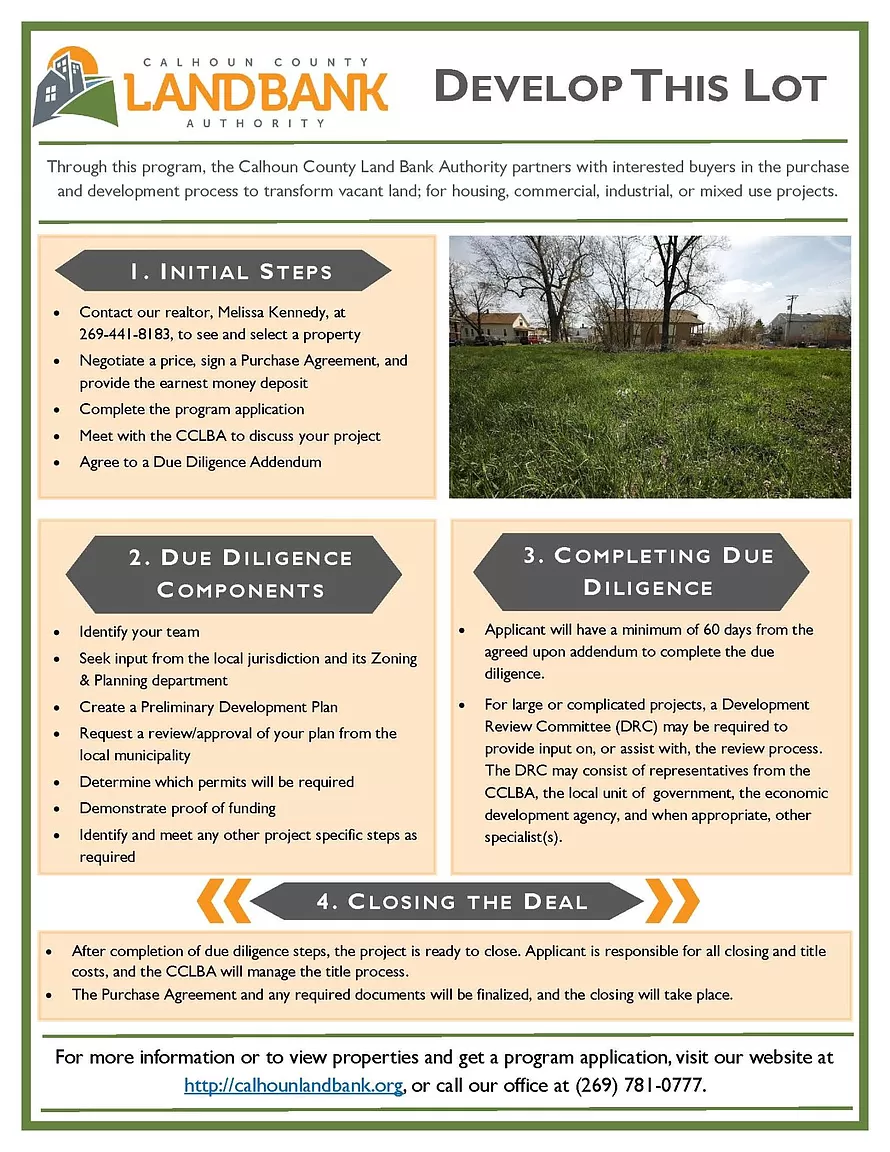 CALHOUN COUNTY
LANDBANK
AUTHORITY
DEVELOP THIS LOT
Through this program, the Calhoun County Land Bank Authority partners with interested buyers in the purchase
and development process to transform vacant land; for housing, commercial, industrial, or mixed use projects.
1. INITIAL STEPS
• Contact our realtor, Melissa Kennedy, at
269-441-8183, to see and select a property
• Negotiate a price, sign a Purchase Agreement, and
provide the earnest money deposit
• Complete the program application
• Meet with the CCLBA to discuss your project
• Agree to a Due Diligence Addendum
2. DUE DILIGENCE
COMPONENTS
• Identify your team
• Seek input from the local jurisdiction and its Zoning
& Planning department
• Create a Preliminary Development Plan
• Request a review/approval of your plan from the
local municipality
• Determine which permits will be required
• Demonstrate proof of funding
• Identify and meet any other project specific steps as
required
3. COMPLETING DUE
DILIGENCE
• Applicant will have a minimum of 60 days from the
agreed upon addendum to complete the due
diligence.
• For large or complicated projects, a Development
Review Committee (DRC) may be required to
provide input on, or assist with, the review process.
The DRC may consist of representatives from the
CCLBA, the local unit of government, the economic
development agency, and when appropriate, other
specialist(s).
4. CLOSING THE DEAL
• After completion of due diligence steps, the project is ready to close. Applicant is responsible for all closing and title
costs, and the CCLBA will manage the title process.
• The Purchase Agreement and any required documents will be finalized, and the closing will take place.
For more information or to view properties and get a program application, visit our website at
http://calhounlandbank.org, or call our office at (269) 781-0777.